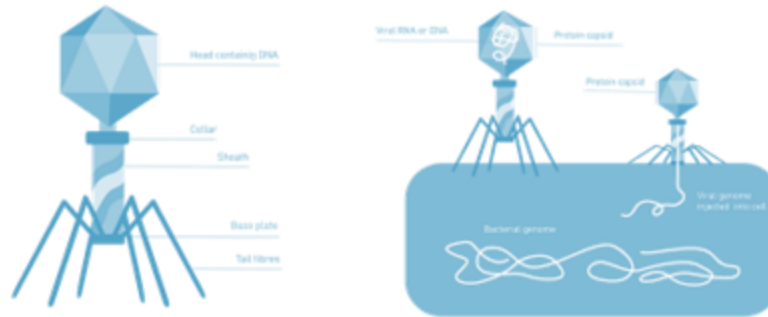 Head containig DNA
Collar
Sheath
Base plate
Tail fibres
Viral RNA or DNA
Protein capsid
Protein capsid
Viral genome
injected into cell
Bacterial genome